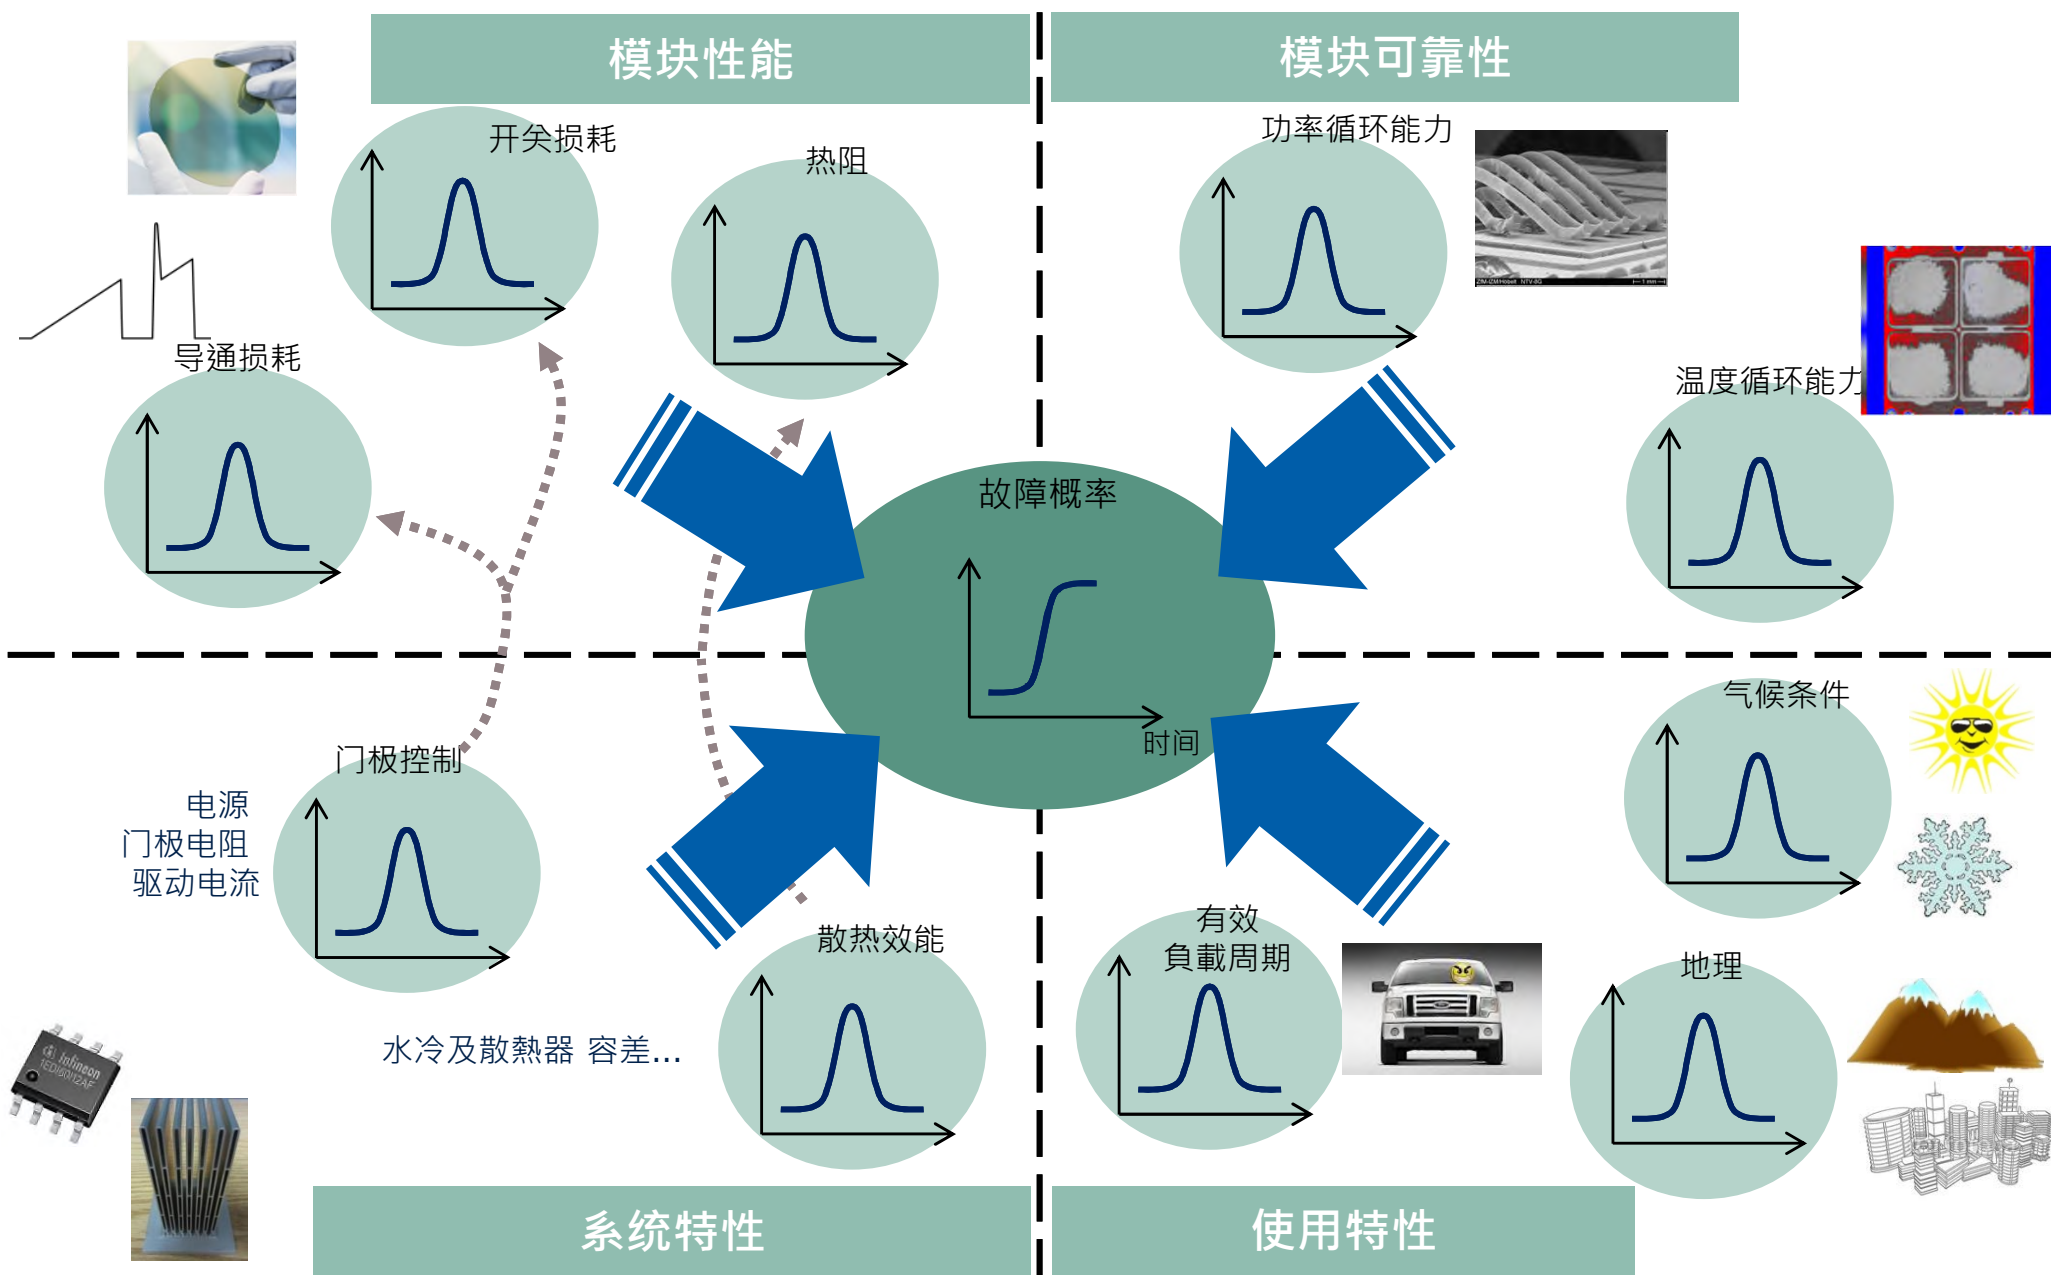 模块性能
模块可靠性
开关损耗
热阻
功率循环能力
导通损耗
温度循环能力
故障概率
时间
门极控制
电源
门极电阻
驱动电流
气候条件
散热效能
有效
負載周期
地理
水冷及散熱器 容差...
infineon
1EDI60I12AF
系统特性
使用特性